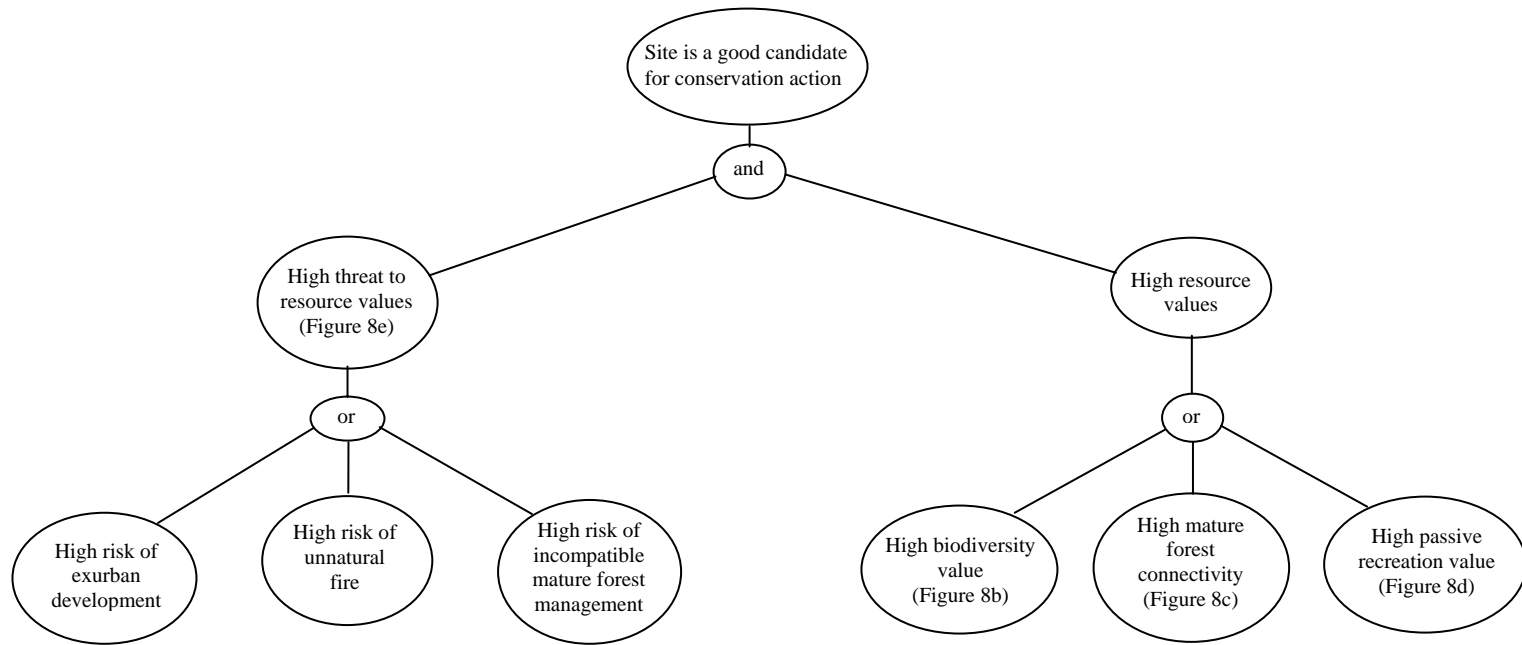 Site is a good candidate
for conservation action
and
High threat to
resource values
(Figure 8e)
High resource
values
or
or
High risk of
exurban
development
High risk of
unnatural
fire
High risk of
incompatible
mature forest
management
High biodiversity
value
(Figure 8b)
High mature
forest
connectivity
(Figure 8c)
High passive
recreation value
(Figure 8d)